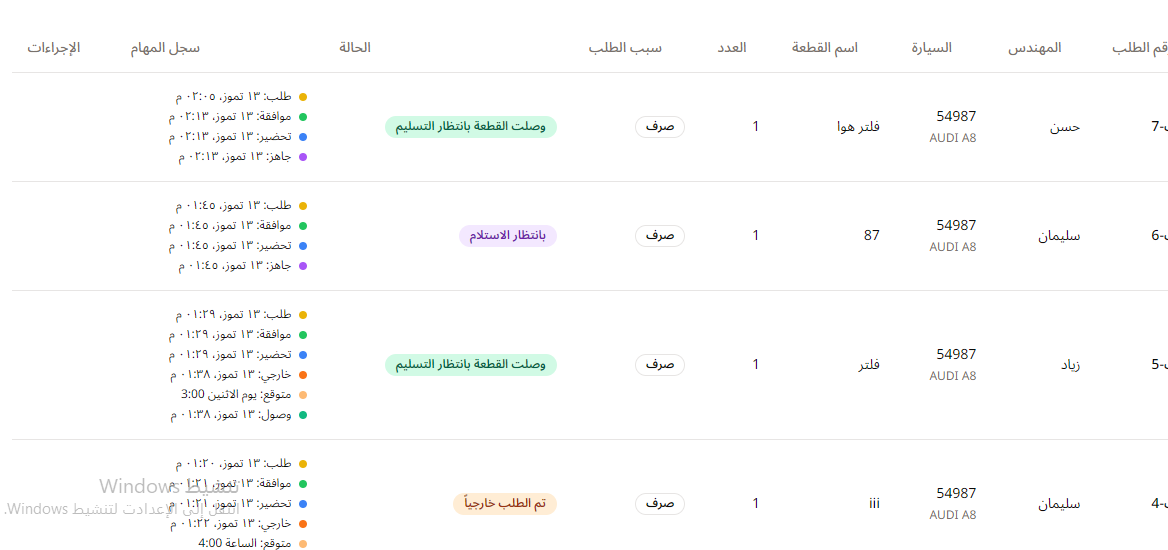 قم الطلب المهندس السيارة اسم القطعة العدد سبب الطلب الحالة سجل المهام الإجراءات
7- حسن 54987 فلتر هوا 1 صرف وصلت القطعة بانتظار التسليم
AUDI A8
طلب: ١٣ تموز، ٠٢:٠٥ م
موافقة: ١٣ تموز، ٠٢:١٣ م
تحضير: ١٣ تموز، ٠٢:١٣ م
جاهز: ١٣ تموز، ٠٢:١٣ م
6- سليمان 54987 87 1 صرف بانتظار الاستلام
AUDI A8
طلب: ١٣ تموز، ٠١:٤٥ م
موافقة: ١٣ تموز، ٠١:٤٥ م
تحضير: ١٣ تموز، ٠١:٤٥ م
جاهز: ١٣ تموز، ٠١:٤٥ م
5- زياد 54987 فلتر 1 صرف وصلت القطعة بانتظار التسليم
AUDI A8
طلب: ١٣ تموز، ٠١:٢٩ م
موافقة: ١٣ تموز، ٠١:٢٩ م
تحضير: ١٣ تموز، ٠١:٢٩ م
خارجي: ١٣ تموز، ٠١:٣٨ م
متوقع: يوم الاثنين 3:00
وصول: ١٣ تموز، ٠١:٣٨ م
4- سليمان 54987 iii 1 صرف تم الطلب خارجياً
AUDI A8
طلب: ١٣ تموز، ٠١:٢٠ م
موافقة: ١٣ تموز، ٠١:٢١ م
تحضير: ١٣ تموز، ٠١:٢١ م
خارجي: ١٣ تموز، ٠١:٢٢ م
متوقع: الساعة 4:00
تنشيط Windows
انتقل إلى الإعدادات لتنشيط Windows.